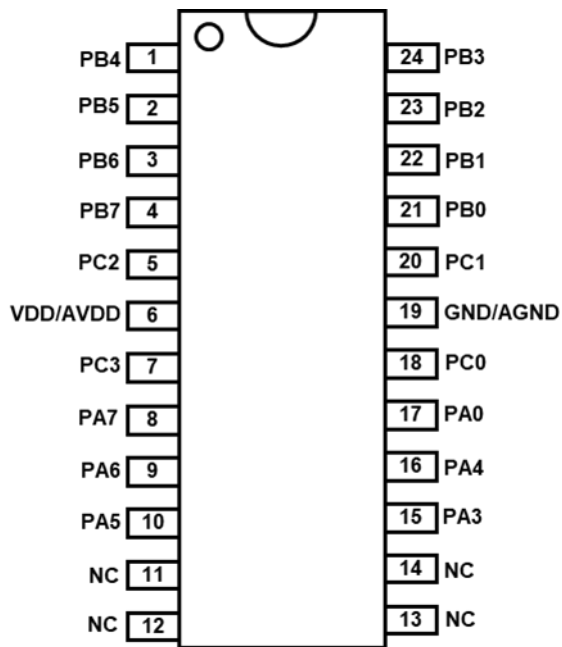 PB4 1 24 PB3
PB5 2 23 PB2
PB6 3 22 PB1
PB7 4 21 PB0
PC2 5 20 PC1
VDD/AVDD 6 19 GND/AGND
PC3 7 18 PC0
PA7 8 17 PA0
PA6 9 16 PA4
PA5 10 15 PA3
NC 11 14 NC
NC 12 13 NC